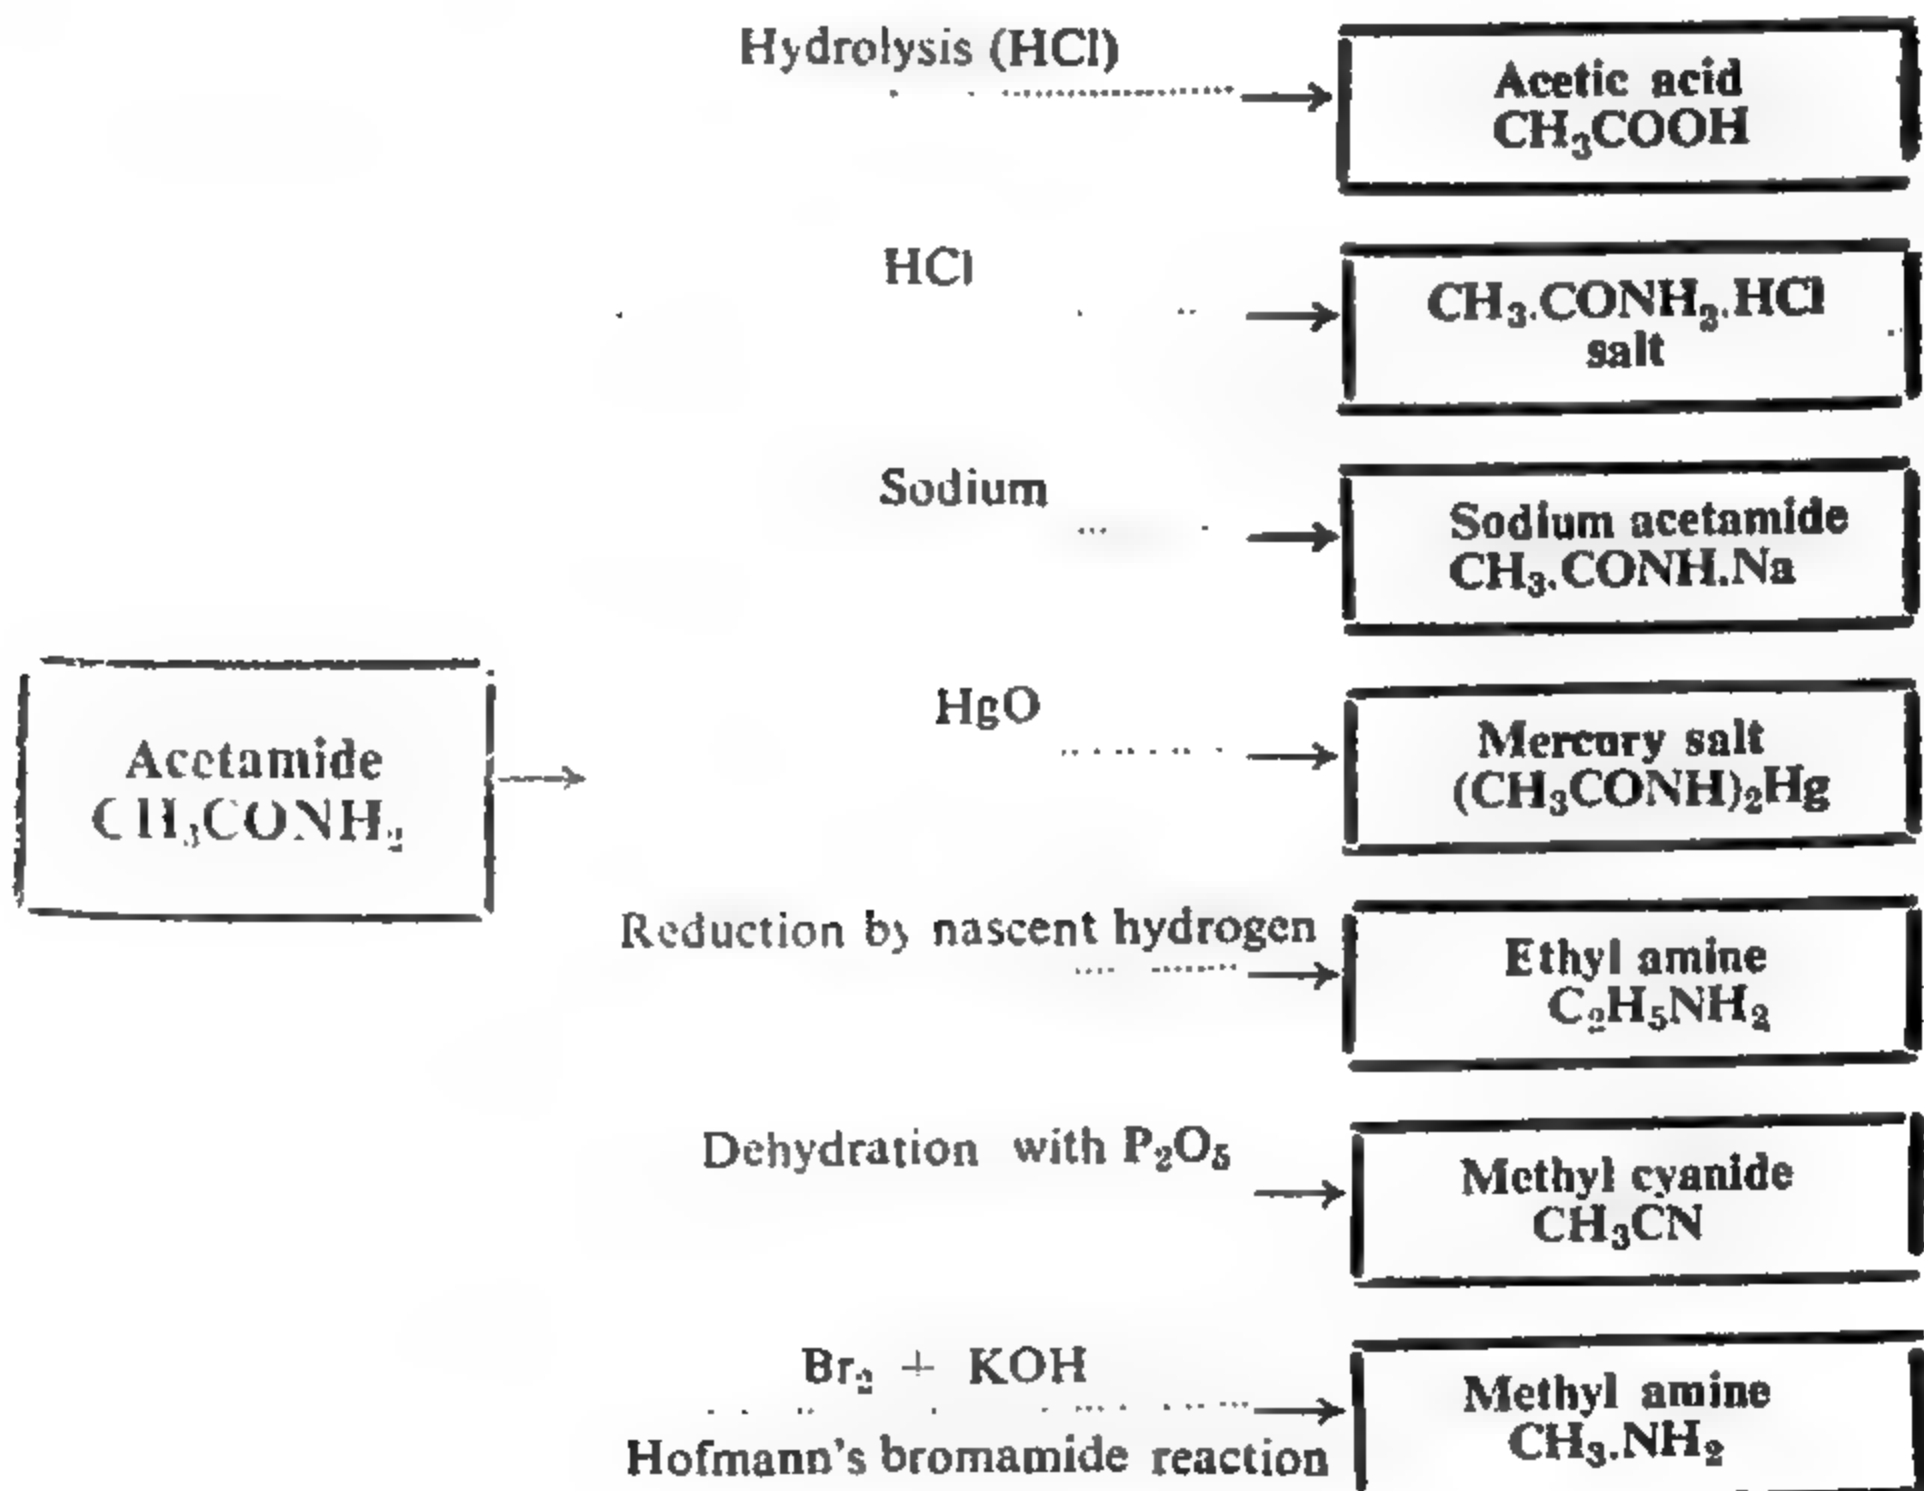 Hydrolysis (HCl)
Acetic acid
CH₃COOH
HCl
CH₃.CONH₂.HCl
salt
Sodium
Sodium acetamide
CH₃.CONH.Na
HgO
Mercury salt
(CH₃CONH)₂Hg
Acetamide
CH₃CONH₂
Reduction by nascent hydrogen
Ethyl amine
C₂H₅NH₂
Dehydration with P₂O₅
Methyl cyanide
CH₃CN
Br₂ + KOH
Hofmann's bromamide reaction
Methyl amine
CH₃.NH₂